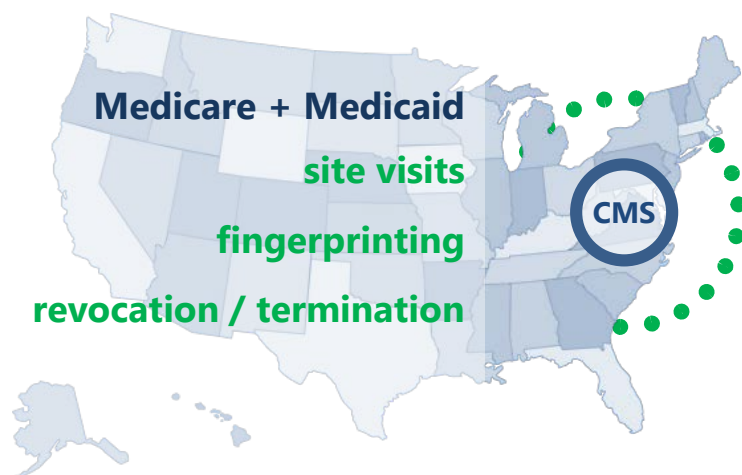 Medicare + Medicaid
site visits
CMS
fingerprinting
revocation / termination